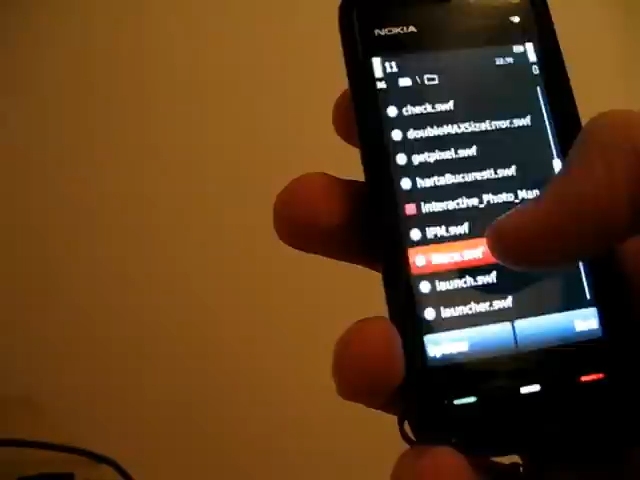 NOKIA
11
check.swf
doubleMAXSizeError.swf
getpixel.swf
hartaBucuresti.swf
Interactive_Photo_Man
IPM.swf
launch.swf
launcher.swf